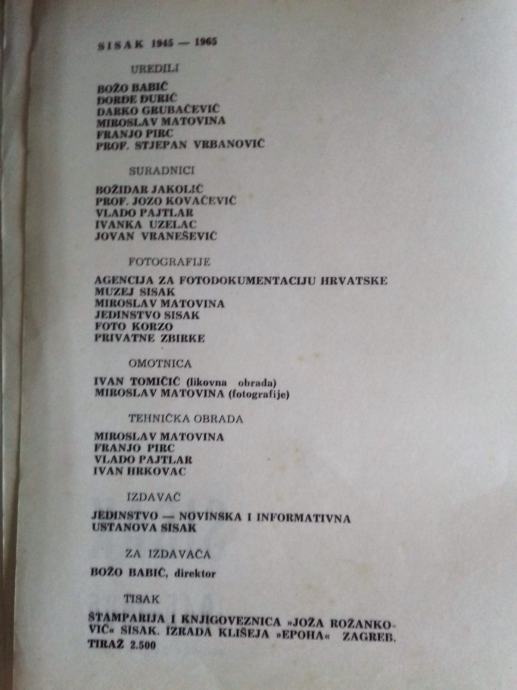 SISAK 1945 — 1965
UREDILI
BOŽO BABIĆ
ĐORĐE ĐURIĆ
DARKO GRUBAČEVIĆ
MIROSLAV MATOVINA
FRANJO PIRC
PROF. STJEPAN VRBANOVIĆ
SURADNICI
BOŽIDAR JAKOLIĆ
PROF. JOZO KOVAČEVIĆ
VLADO PAJTLAR
IVANKA UZELAC
JOVAN VRANEŠEVIĆ
FOTOGRAFIJE
AGENCIJA ZA FOTODOKUMENTACIJU HRVATSKE
MUZEJ SISAK
MIROSLAV MATOVINA
JEDINSTVO SISAK
FOTO KORZO
PRIVATNE ZBIRKE
OMOTNICA
IVAN TOMIČIĆ (likovna obrada)
MIROSLAV MATOVINA (fotografije)
TEHNIČKA OBRADA
MIROSLAV MATOVINA
FRANJO PIRC
VLADO PAJTLAR
IVAN HRKOVAC
IZDAVAČ
JEDINSTVO — NOVINSKA I INFORMATIVNA
USTANOVA SISAK
ZA IZDAVAČA
BOŽO BABIĆ, direktor
TISAK
ŠTAMPARIJA I KNJIGOVEZNICA »JOŽA ROŽANKO-
VIĆ« SISAK. IZRADA KLIŠEJA »EPOHA« ZAGREB.
TIRAŽ 2.500